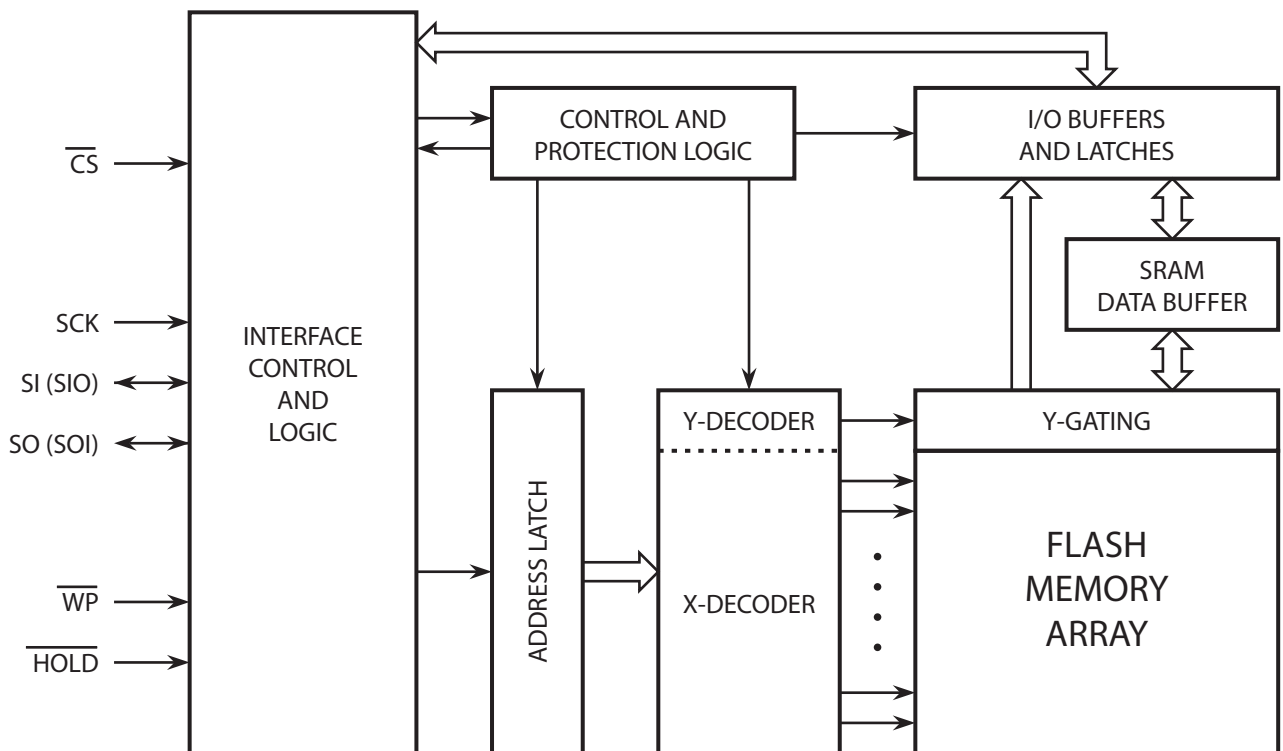 CONTROL AND
PROTECTION LOGIC
I/O BUFFERS
AND LATCHES
CS
SRAM
DATA BUFFER
SCK
SI (SIO)
SO (SOI)
WP
HOLD
INTERFACE
CONTROL
AND
LOGIC
ADDRESS LATCH
Y-DECODER
X-DECODER
Y-GATING
FLASH
MEMORY
ARRAY